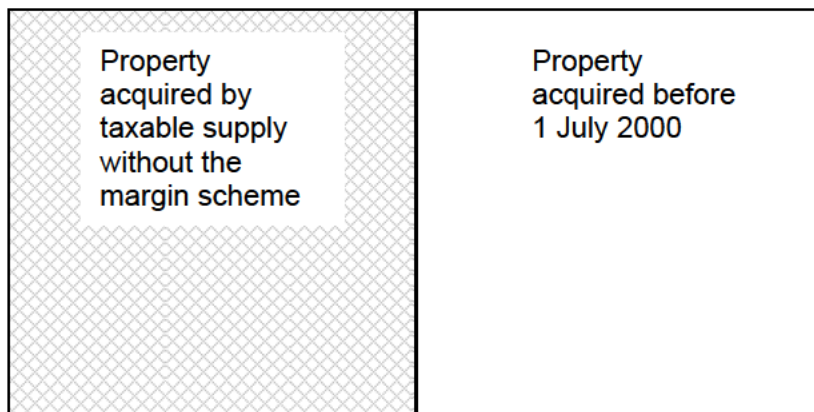 Property
acquired by
taxable supply
without the
margin scheme
Property
acquired before
1 July 2000